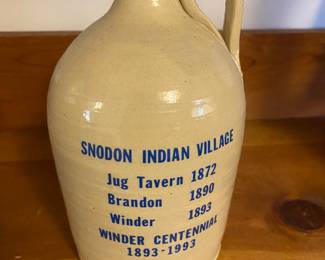 SNODON INDIAN VILLAGE
Jug Tavern 1872
Brandon 1890
Winder 1893
WINDER CENTENNIAL
1893-1993